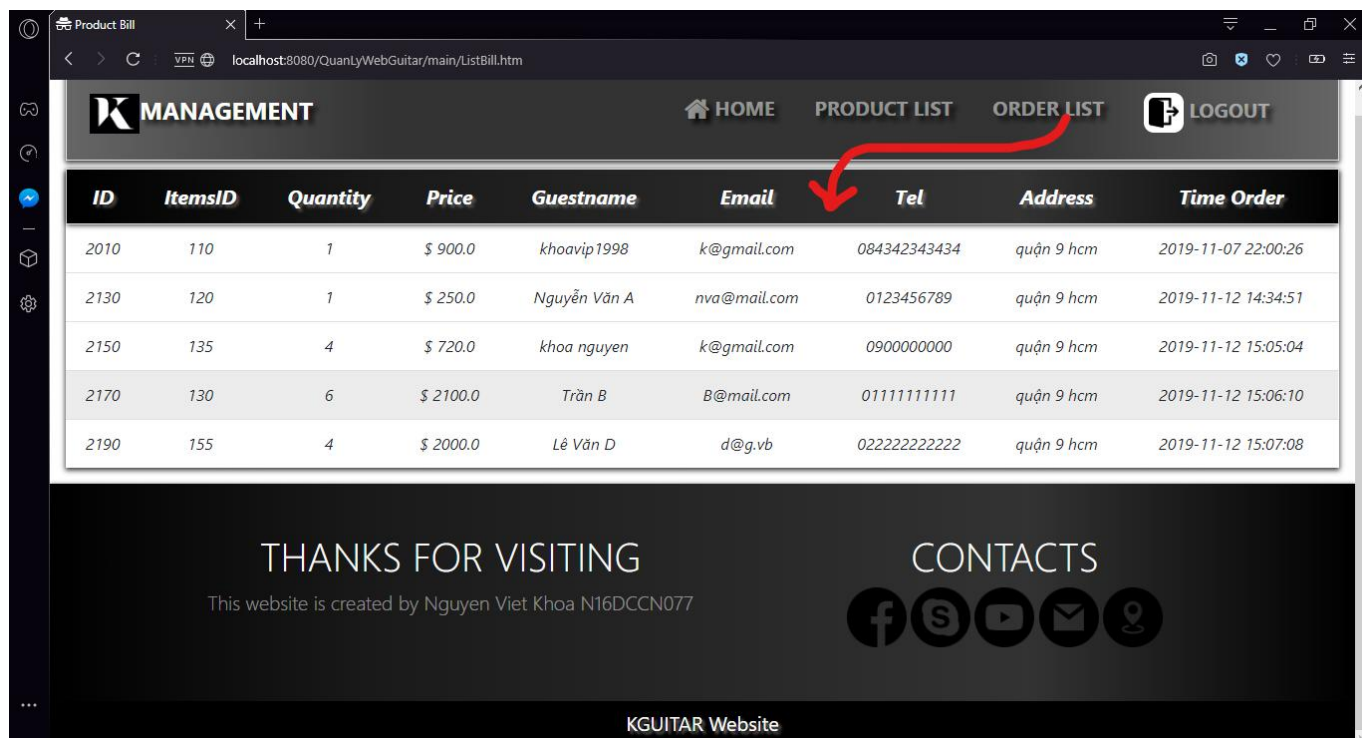 Product Bill
VPN localhost:8080/QuanLyWebGuitar/main/ListBill.htm
K MANAGEMENT HOME PRODUCT LIST ORDER LIST LOGOUT
ID ItemsID Quantity Price Guestname Email Tel Address Time Order
2010 110 1 $ 900.0 khoavip1998 k@gmail.com 084342343434 quận 9 hcm 2019-11-07 22:00:26
2130 120 1 $ 250.0 Nguyễn Văn A nva@mail.com 0123456789 quận 9 hcm 2019-11-12 14:34:51
2150 135 4 $ 720.0 khoa nguyen k@gmail.com 0900000000 quận 9 hcm 2019-11-12 15:05:04
2170 130 6 $ 2100.0 Trần B B@mail.com 01111111111 quận 9 hcm 2019-11-12 15:06:10
2190 155 4 $ 2000.0 Lê Văn D d@g.vb 022222222222 quận 9 hcm 2019-11-12 15:07:08
THANKS FOR VISITING CONTACTS
This website is created by Nguyen Viet Khoa N16DCCN077
KGUITAR Website